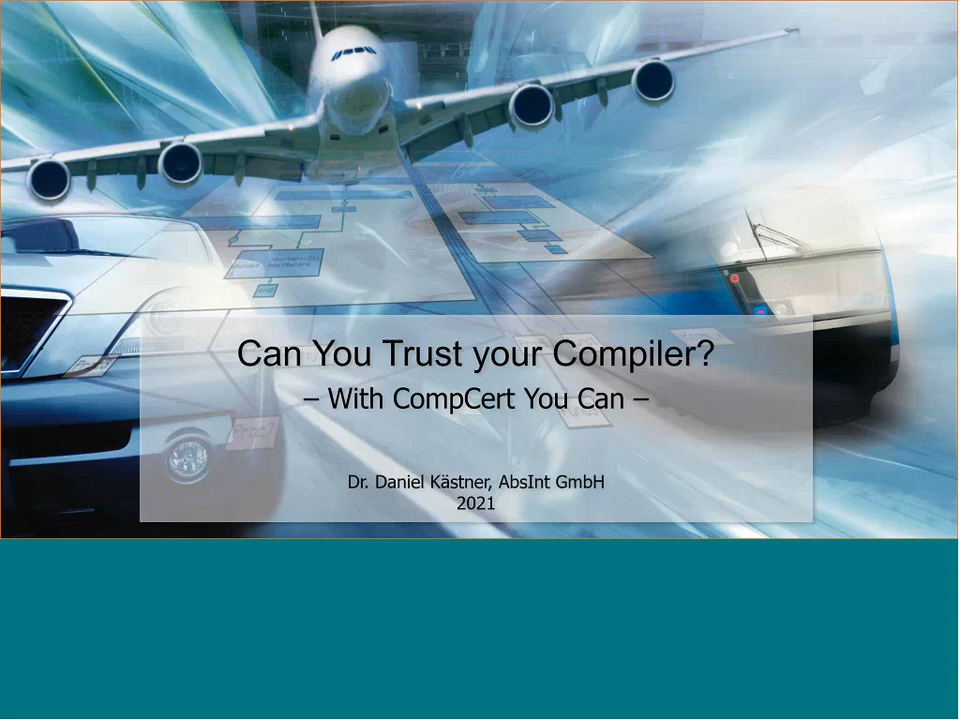 Can You Trust your Compiler?
– With CompCert You Can –
Dr. Daniel Kästner, AbsInt GmbH
2021